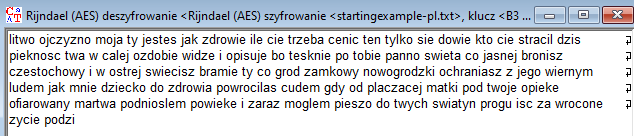 Rijndael (AES) deszyfrowanie <Rijndael (AES) szyfrowanie <startingexample-pl.txt>, klucz <B3 ...
litwo ojczyzno moja ty jestes jak zdrowie ile cie trzeba cenic ten tylko sie dowie kto cie stracil dzis
pieknosc twa w calej ozdobie widze i opisuje bo tesknie po tobie panno swieta co jasnej bronisz
czestochowy i w ostrej swiecisz bramie ty co grod zamkowy nowogrodzki ochraniasz z jego wiernym
ludem jak mnie dziecko do zdrowia powrocilas cudem gdy od placzacej matki pod twoje opieke
ofiarowany martwa podnioslem powieke i zaraz moglem pieszo do twych swiatyn progu isc za wrocone
zycie podzi